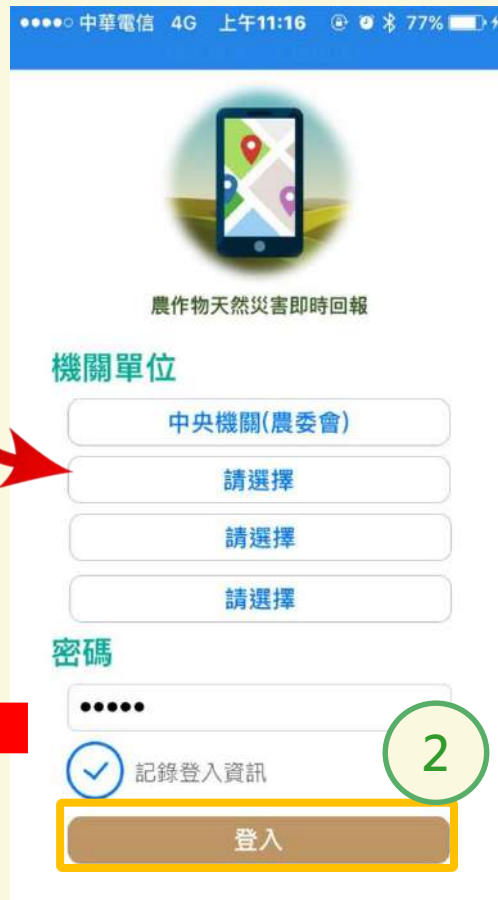 中華電信 4G 上午11:16 77%
農作物天然災害即時回報
機關單位
中央機關(農委會)
請選擇
請選擇
請選擇
密碼
•••••
記錄登入資訊
2
登入